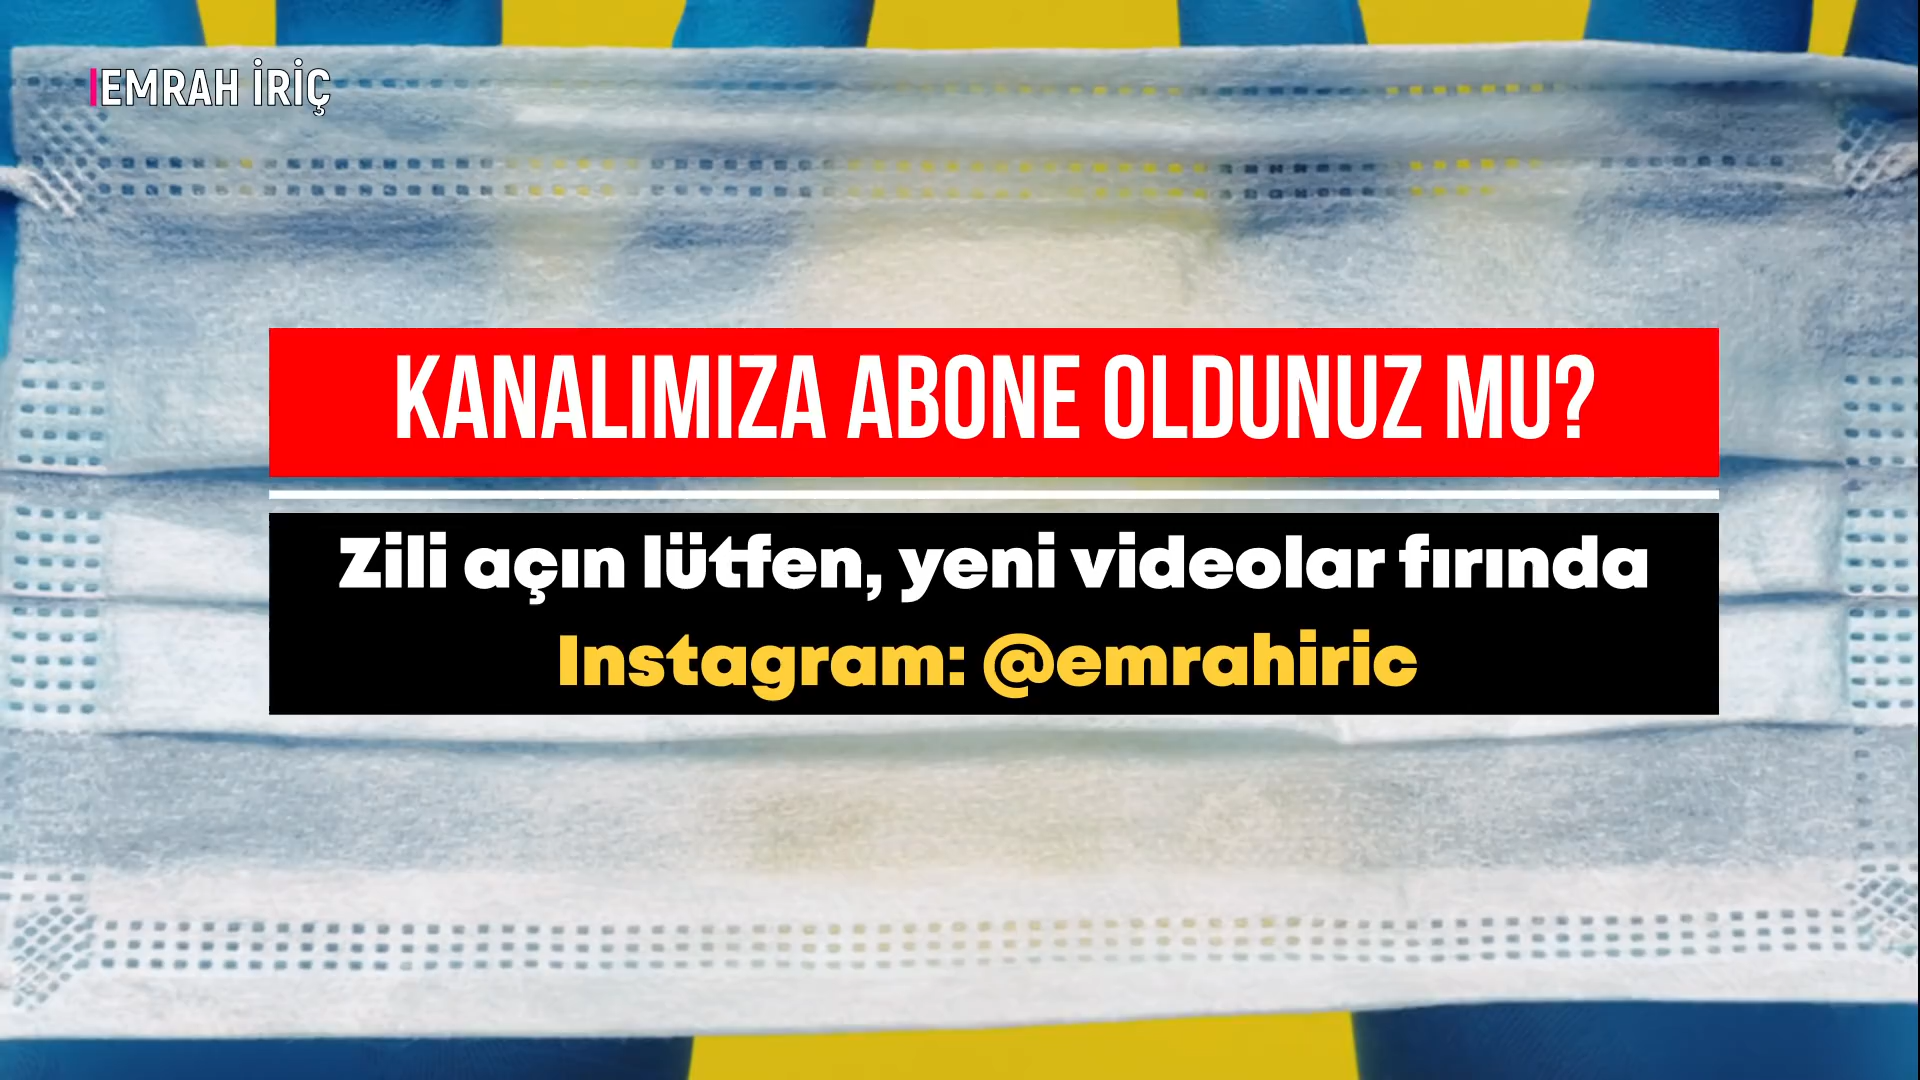 EMRAH İRİÇ
KANALIMIZA ABONE OLDUNUZ MU?
Zili açın lütfen, yeni videolar fırında
Instagram: @emrahiric